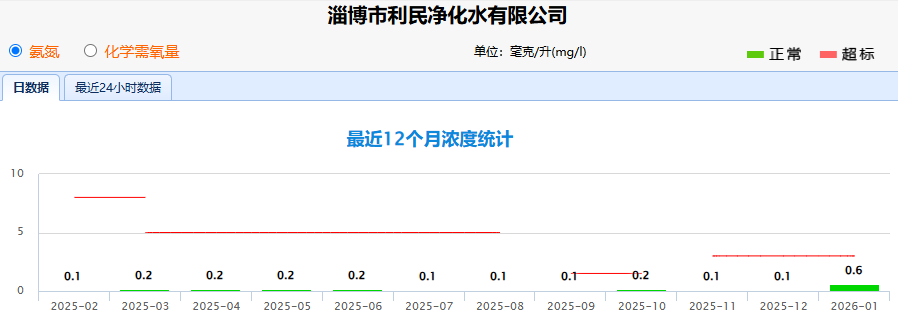 淄博市利民净化水有限公司
氨氮 化学需氧量 单位：毫克/升(mg/l) 正常 超标
日数据 最近24小时数据
最近12个月浓度统计
10
5
0
0.1 0.2 0.2 0.2 0.2 0.1 0.1 0.1 0.2 0.1 0.1 0.6
2025-02 2025-03 2025-04 2025-05 2025-06 2025-07 2025-08 2025-09 2025-10 2025-11 2025-12 2026-01